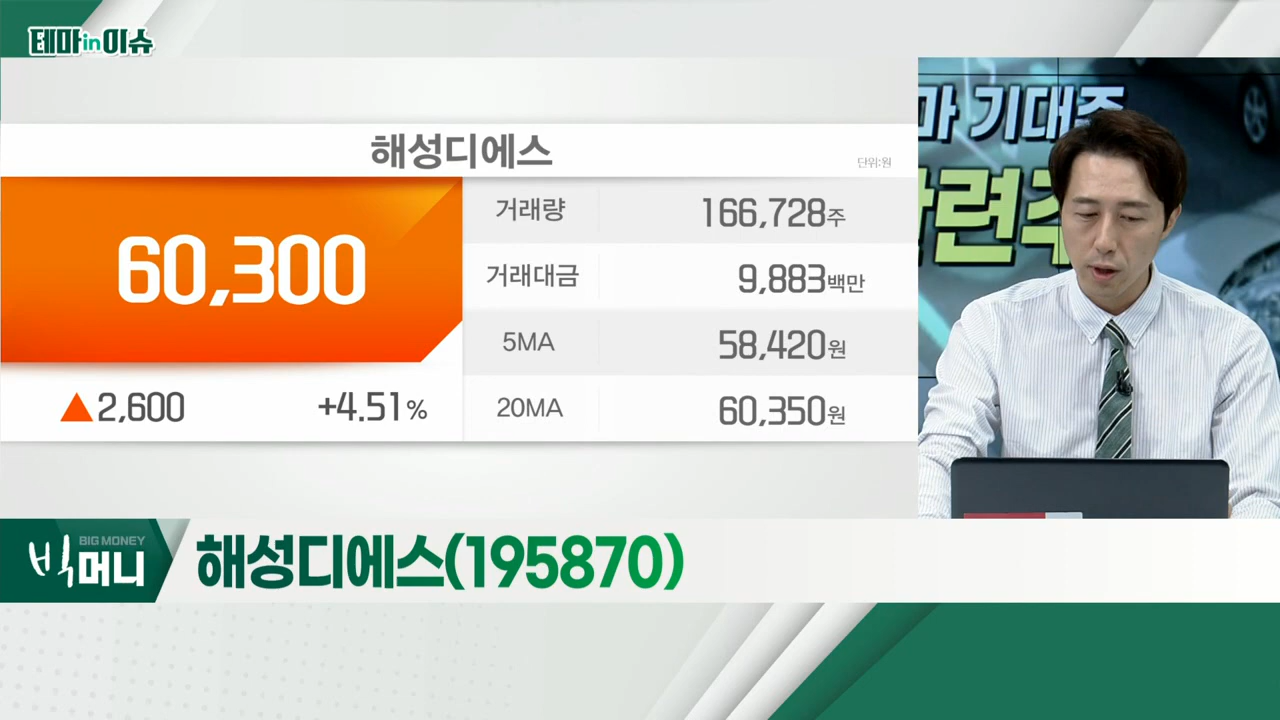 테마in이슈
해성디에스
단위:원
60,300
▲2,600 +4.51%
거래량 166,728주
거래대금 9,883백만
5MA 58,420원
20MA 60,350원
마 기대주
관련주
BIG MONEY
빅머니
해성디에스(195870)